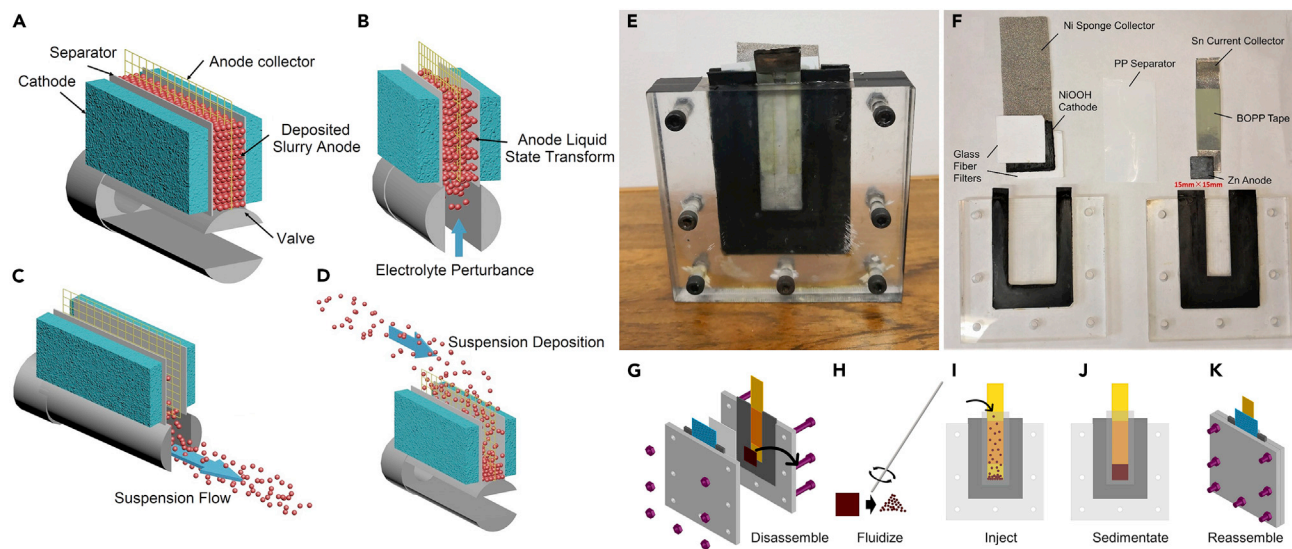 A
Separator
Anode collector
Cathode
Deposited
Slurry Anode
Valve
B
Anode Liquid
State Transform
Electrolyte Perturbance
C
Suspension Flow
D
Suspension Deposition
E
F
Ni Sponge Collector
Sn Current Collector
PP Separator
NiOOH
Cathode
BOPP Tape
Glass
Fiber
Filters
Zn Anode
15mm×15mm
G
Disassemble
H
Fluidize
I
Inject
J
Sedimentate
K
Reassemble